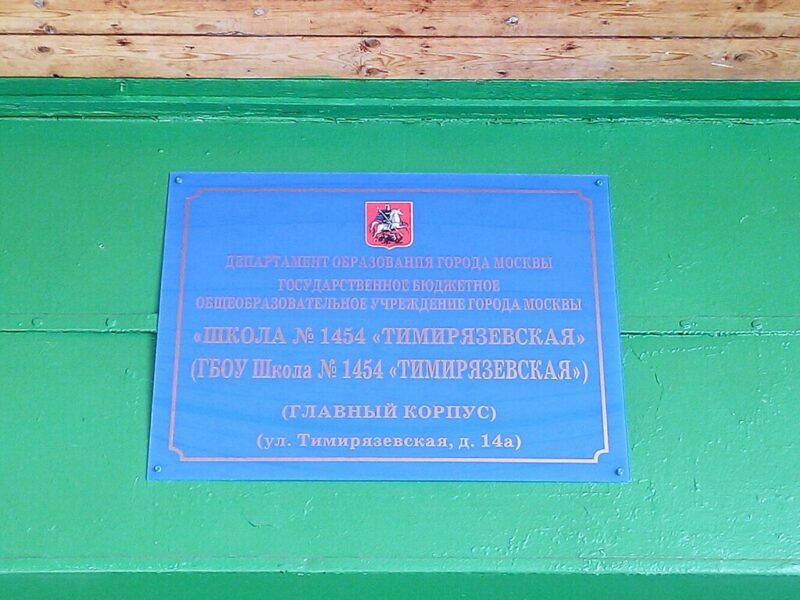 ДЕПАРТАМЕНТ ОБРАЗОВАНИЯ ГОРОДА МОСКВЫ
ГОСУДАРСТВЕННОЕ БЮДЖЕТНОЕ
ОБЩЕОБРАЗОВАТЕЛЬНОЕ УЧРЕЖДЕНИЕ ГОРОДА МОСКВЫ
«ШКОЛА № 1454 «ТИМИРЯЗЕВСКАЯ»
(ГБОУ Школа № 1454 «ТИМИРЯЗЕВСКАЯ»)
(ГЛАВНЫЙ КОРПУС)
(ул. Тимирязевская, д. 14а)